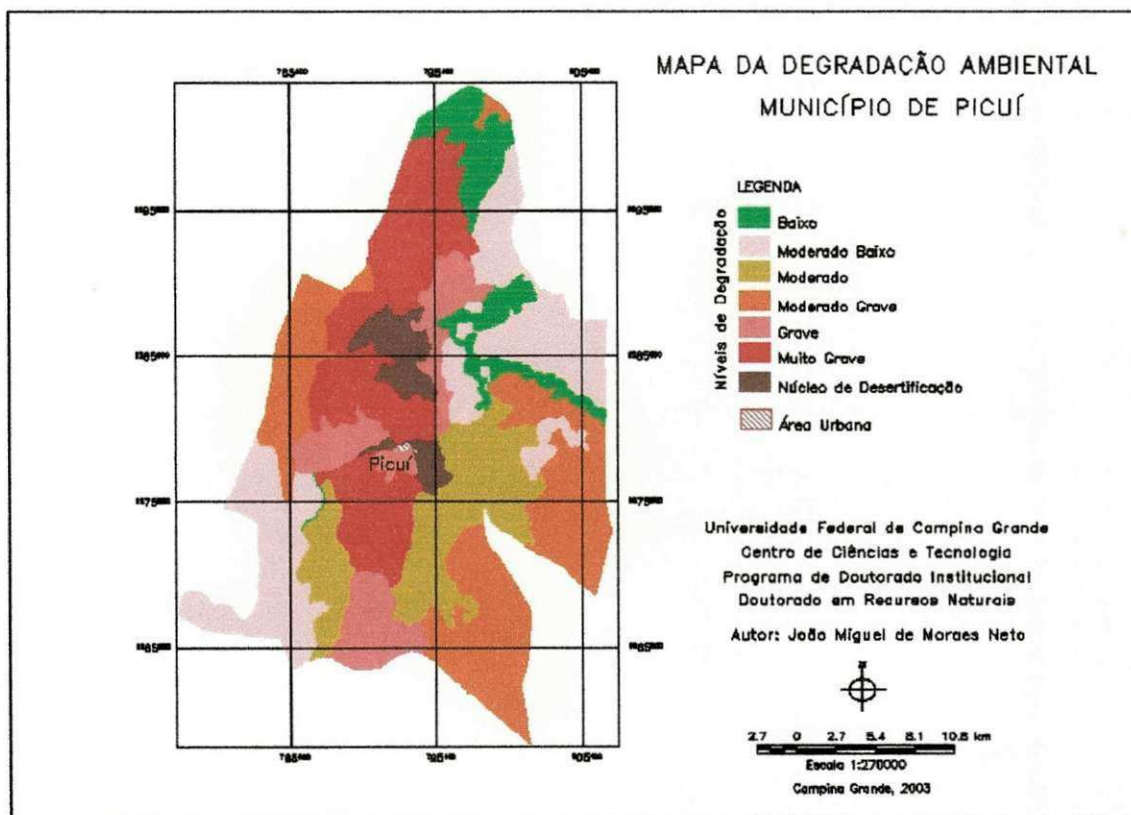 MAPA DA DEGRADAÇÃO AMBIENTAL
MUNICÍPIO DE PICUÍ
LEGENDA
Níveis de Degradação
Baixo
Moderado Baixo
Moderado
Moderado Grave
Grave
Muito Grave
Núcleo de Desertificação
Área Urbana
Picuí
Universidade Federal de Campina Grande
Centro de Ciências e Tecnologia
Programa de Doutorado Institucional
Doutorado em Recursos Naturais
Autor: João Miguel de Moraes Neto
2.7 0 2.7 5.4 8.1 10.8 km
Escala 1:270000
Campina Grande, 2003